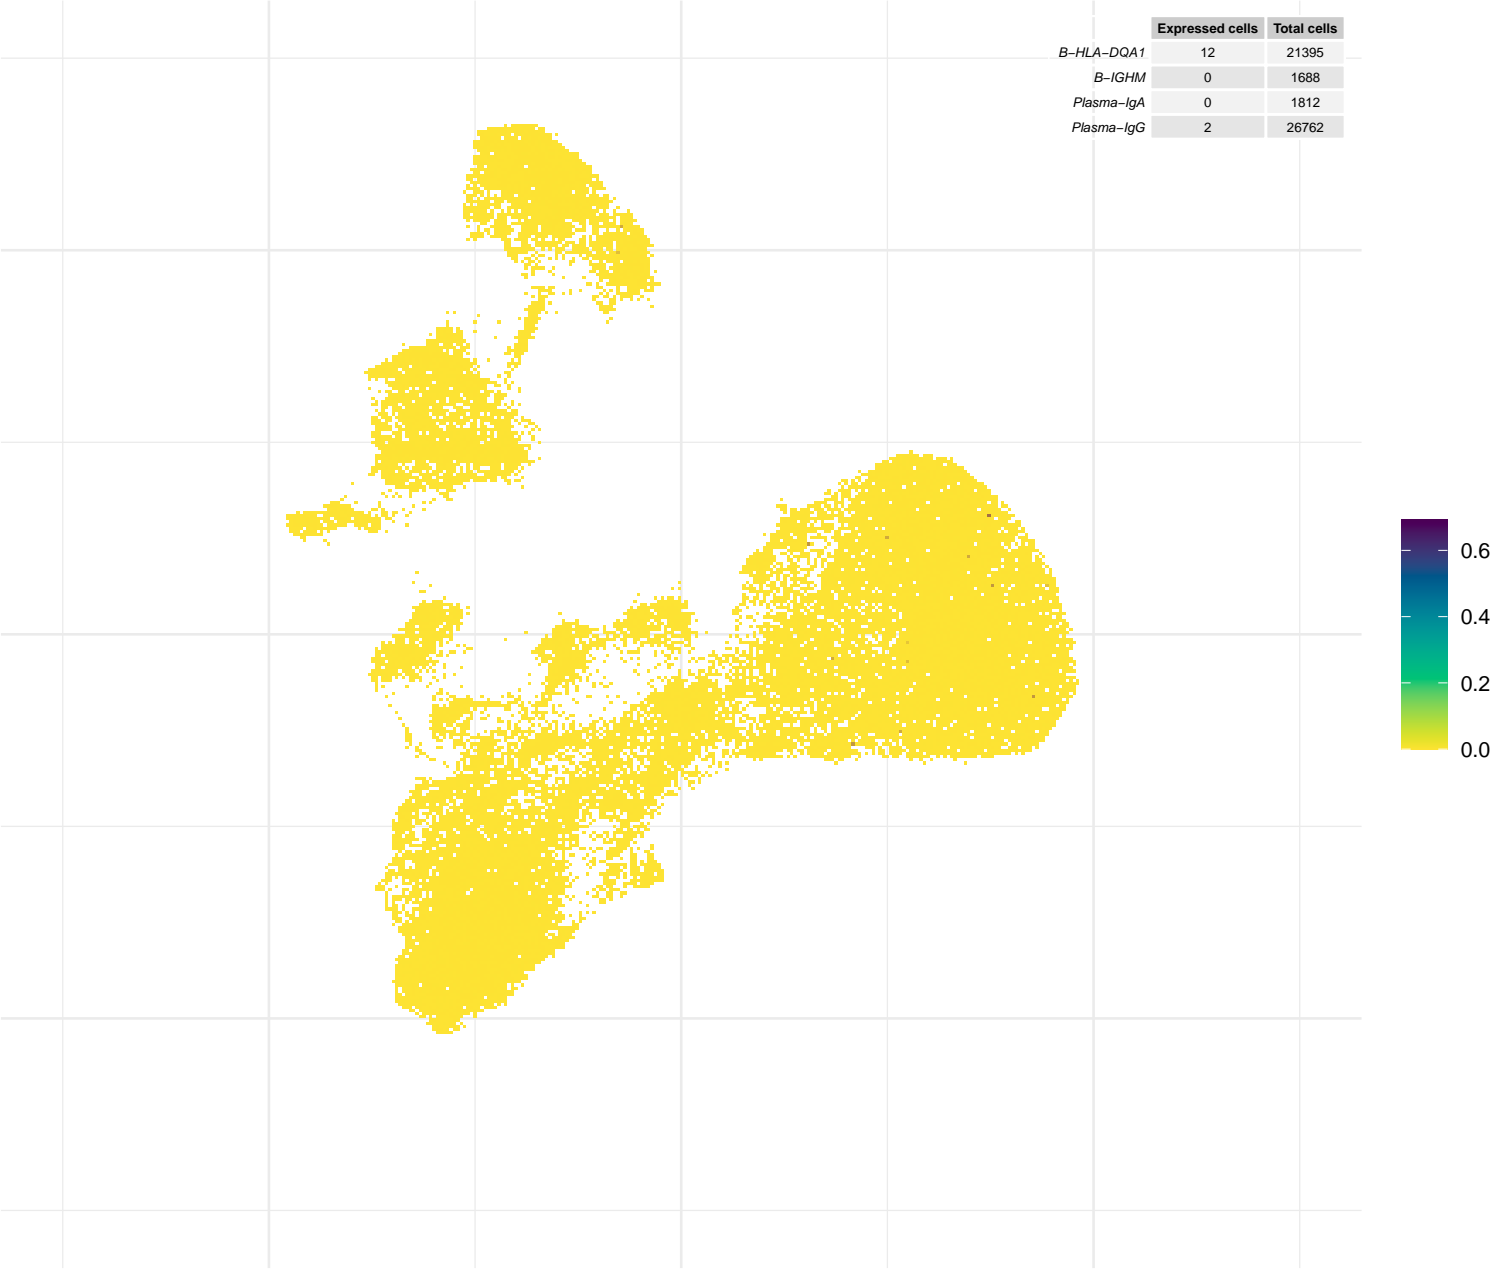 Expressed cells Total cells
B−HLA−DQA1 12 21395
B−IGHM 0 1688
Plasma−IgA 0 1812
Plasma−IgG 2 26762
0.6
0.4
0.2
0.0